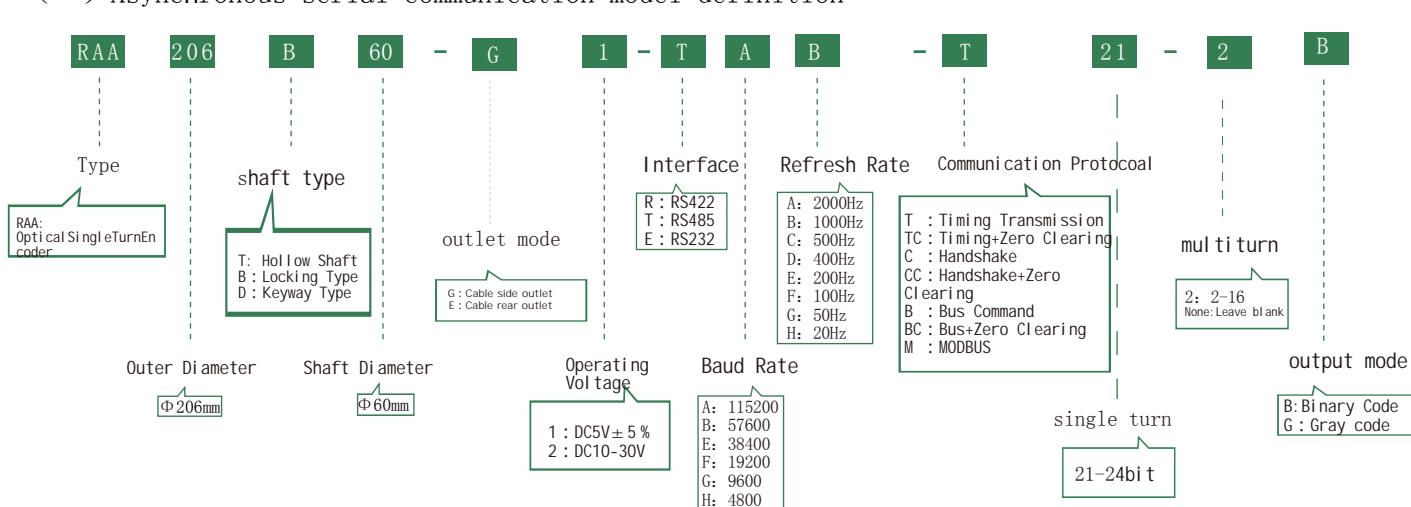 Asynchronous serial communication model definition
RAA 206 B 60 - G 1 - T A B - T 21 - 2 B
Type
RAA:
OpticalSingleTurnEn
coder
shaft type
T: Hollow Shaft
B:Locking Type
D:Keyway Type
outlet mode
G:Cable side outlet
E:Cable rear outlet
Interface
R:RS422
T:RS485
E:RS232
Refresh Rate
A: 2000Hz
B: 1000Hz
C: 500Hz
D: 400Hz
E: 200Hz
F: 100Hz
G: 50Hz
H: 20Hz
Communication Protocoal
T :Timing Transmission
TC:Timing+Zero Clearing
C :Handshake
CC:Handshake+Zero
Clearing
B :Bus Command
BC:Bus+Zero Clearing
M :MODBUS
multiturn
2: 2-16
None:Leave blank
Outer Diameter
Φ206mm
Shaft Diameter
Φ60mm
Operating
Voltage
1:DC5V±5%
2:DC10-30V
Baud Rate
A: 115200
B: 57600
E: 38400
F: 19200
G: 9600
H: 4800
single turn
21-24bit
output mode
B:Binary Code
G:Gray code